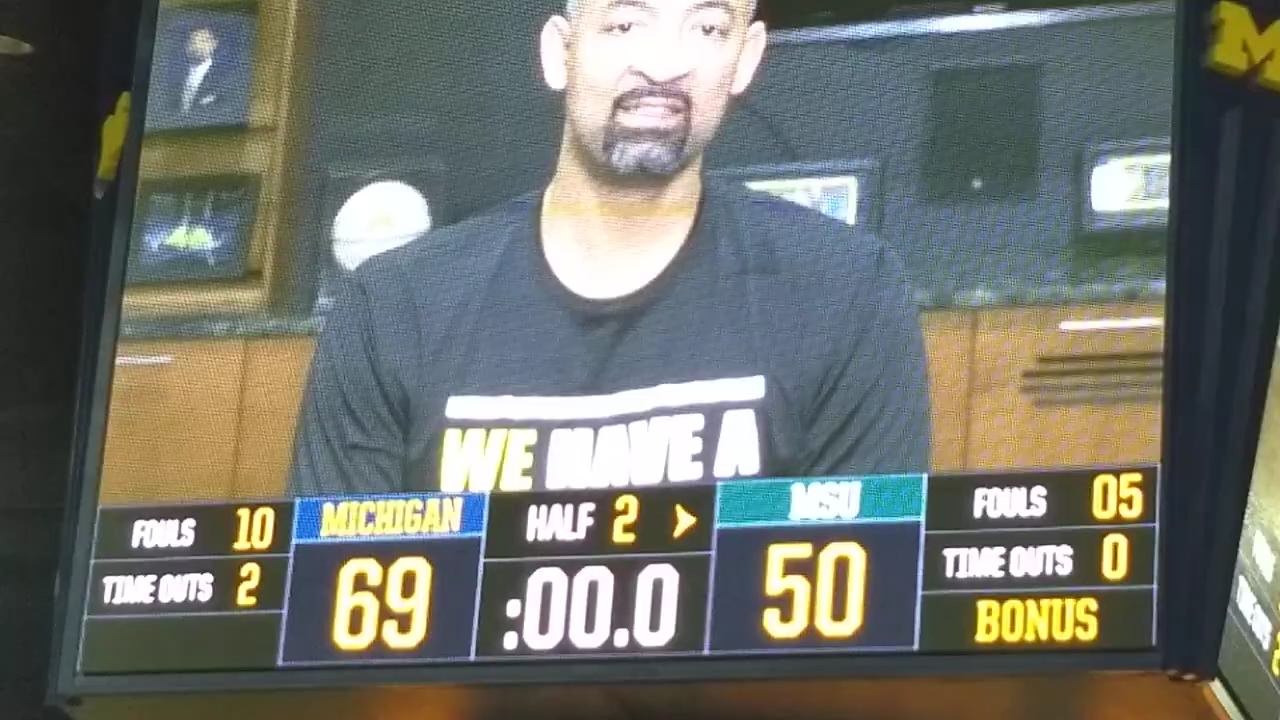 M
WE HAVE A
FOULS 10
MICHIGAN
HALF 2
MSU
FOULS 05
TIME OUTS 2
69
:00.0
50
TIME OUTS 0
BONUS